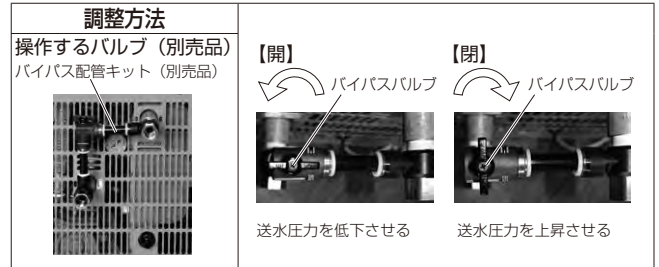 調整方法
操作するバルブ（別売品）
バイパス配管キット（別売品）
【開】
バイパスバルブ
送水圧力を低下させる
【閉】
バイパスバルブ
送水圧力を上昇させる